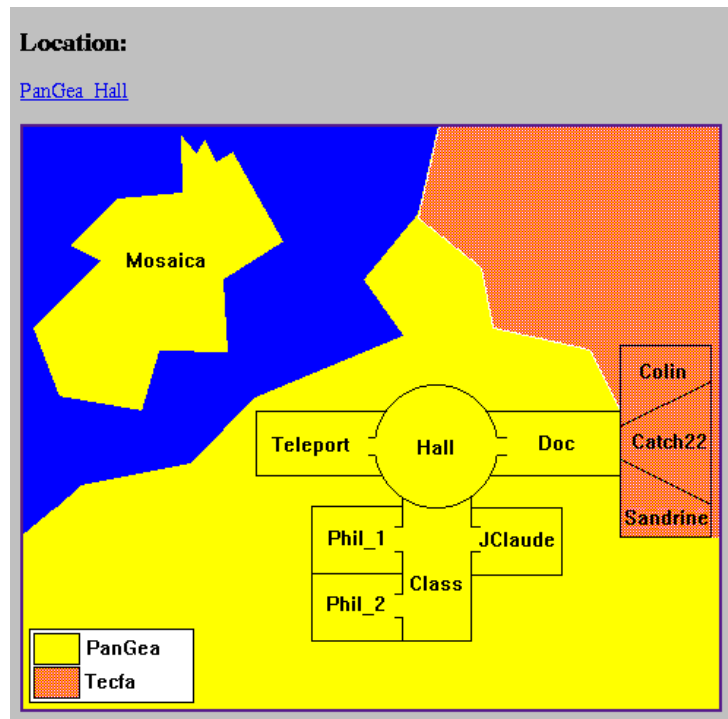 Location:
PanGea_Hall
Mosaica
Colin
Teleport
Hall
Doc
Catch22
Sandrine
Phil_1
JClaude
Class
Phil_2
PanGea
Tecfa